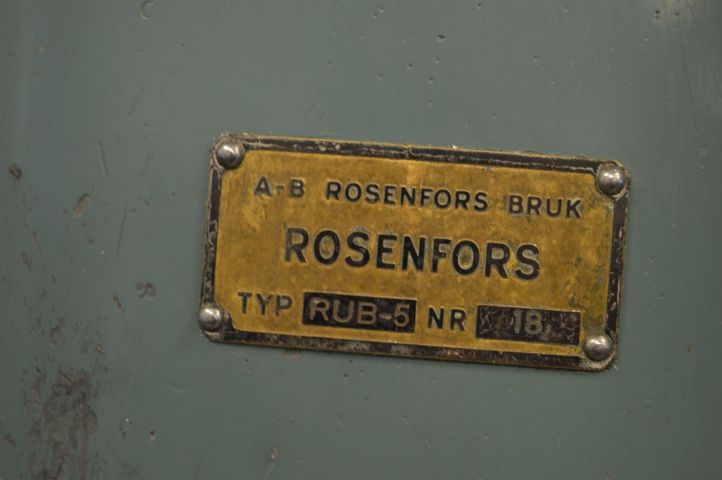 A-B ROSENFORS BRUK
ROSENFORS
TYP RUB-5 NR 18